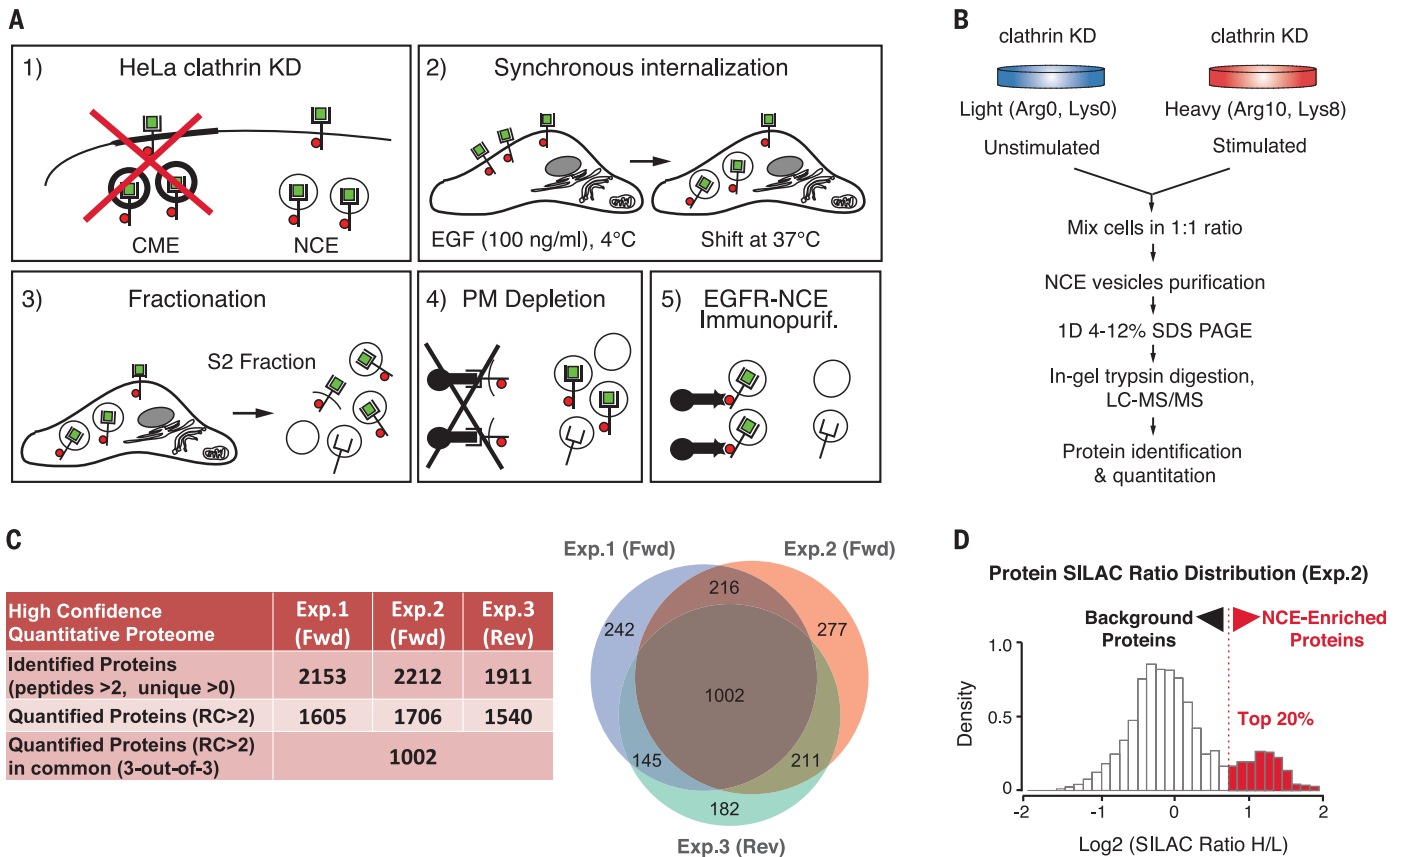 A
1)
HeLa clathrin KD
CME
NCE
2)
Synchronous internalization
EGF (100 ng/ml), 4°C
Shift at 37°C
3)
Fractionation
S2 Fraction
4)
PM Depletion
5)
EGFR-NCE
Immunopurif.
B
clathrin KD
clathrin KD
Light (Arg0, Lys0)
Heavy (Arg10, Lys8)
Unstimulated
Stimulated
Mix cells in 1:1 ratio
NCE vesicles purification
1D 4-12% SDS PAGE
In-gel trypsin digestion,
LC-MS/MS
Protein identification
& quantitation
C
High Confidence
Quantitative Proteome
Exp.1
(Fwd)
Exp.2
(Fwd)
Exp.3
(Rev)
Identified Proteins
(peptides >2, unique >0)
2153
2212
1911
Quantified Proteins (RC>2)
1605
1706
1540
Quantified Proteins (RC>2)
in common (3-out-of-3)
1002
Exp.1 (Fwd)
Exp.2 (Fwd)
216
242
277
1002
145
211
182
Exp.3 (Rev)
D
Protein SILAC Ratio Distribution (Exp.2)
Background
Proteins
NCE-Enriched
Proteins
Top 20%
Density
1.0
0.5
0
-2
-1
0
1
2
Log2 (SILAC Ratio H/L)